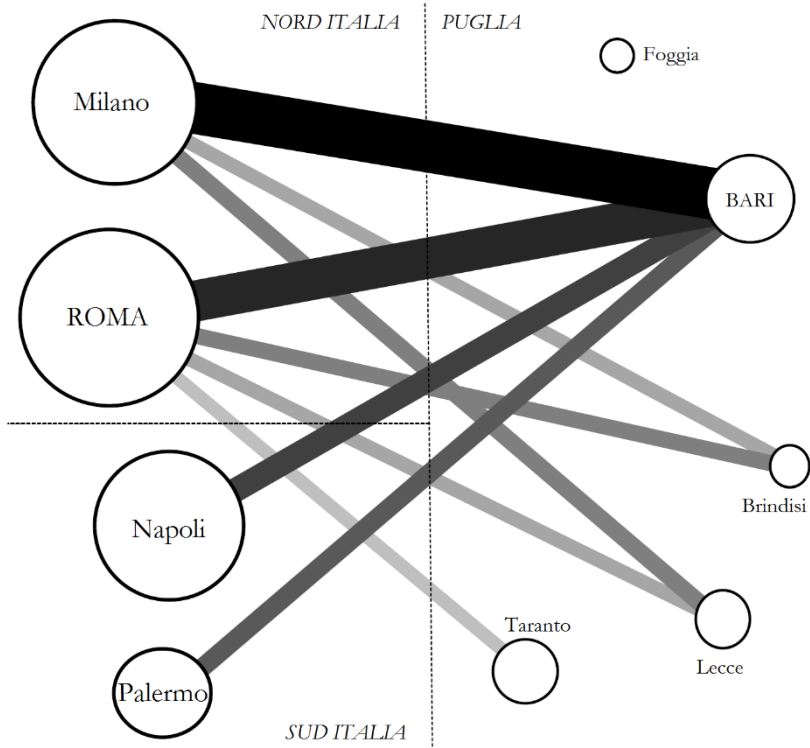 NORD ITALIA
PUGLIA
Foggia
Milano
BARI
ROMA
Brindisi
Napoli
Taranto
Lecce
Palermo
SUD ITALIA